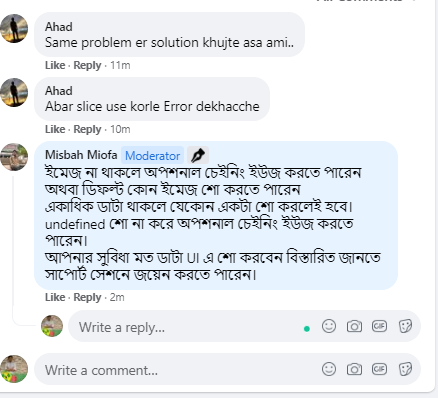 Ahad
Same problem er solution khujte asa ami..
Like · Reply · 11m
Ahad
Abar slice use korle Error dekhacche
Like · Reply · 10m
Misbah Miofa Moderator
ইমেজ না থাকলে অপশনাল চেইনিং ইউজ করতে পারেন
অথবা ডিফল্ট কোন ইমেজ শো করতে পারেন
একাধিক ডাটা থাকলে যেকোন একটা শো করলেই হবে।
undefined শো না করে অপশনাল চেইনিং ইউজ করতে
পারেন।
আপনার সুবিধা মত ডাটা UI এ শো করবেন বিস্তারিত জানতে
সাপোর্ট সেশনে জয়েন করতে পারেন।
Like · Reply · 2m
Write a reply...
GIF
Write a comment...
GIF